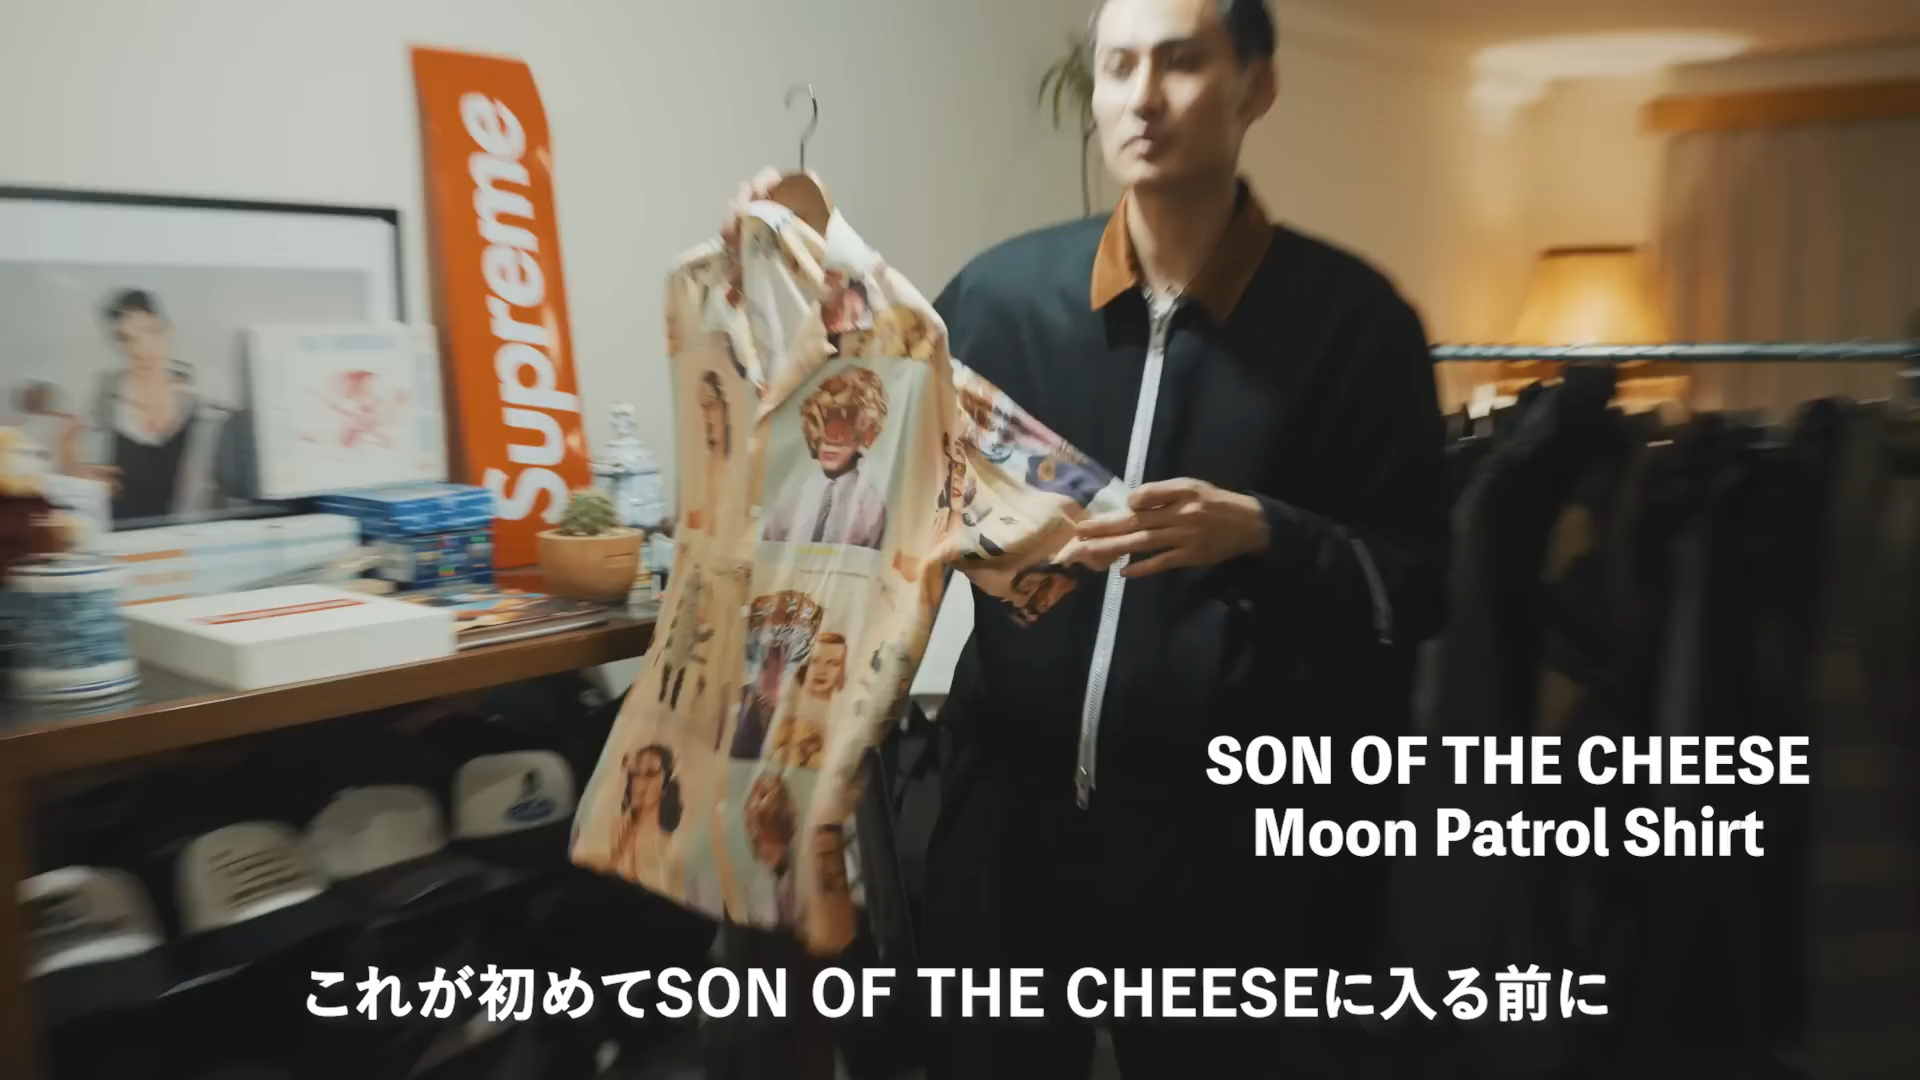 Supreme
SON OF THE CHEESE
Moon Patrol Shirt
これが初めてSON OF THE CHEESEに入る前に